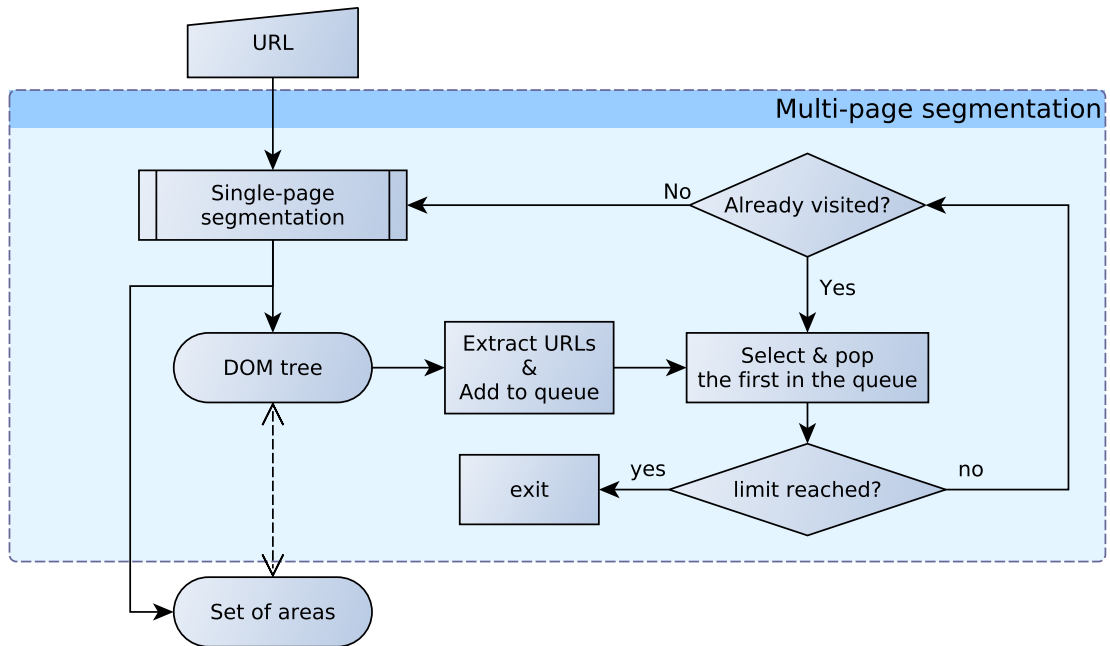 URL
Multi-page segmentation
Single-page
segmentation
No
Already visited?
Yes
DOM tree
Extract URLs
&
Add to queue
Select & pop
the first in the queue
exit
yes
limit reached?
no
Set of areas